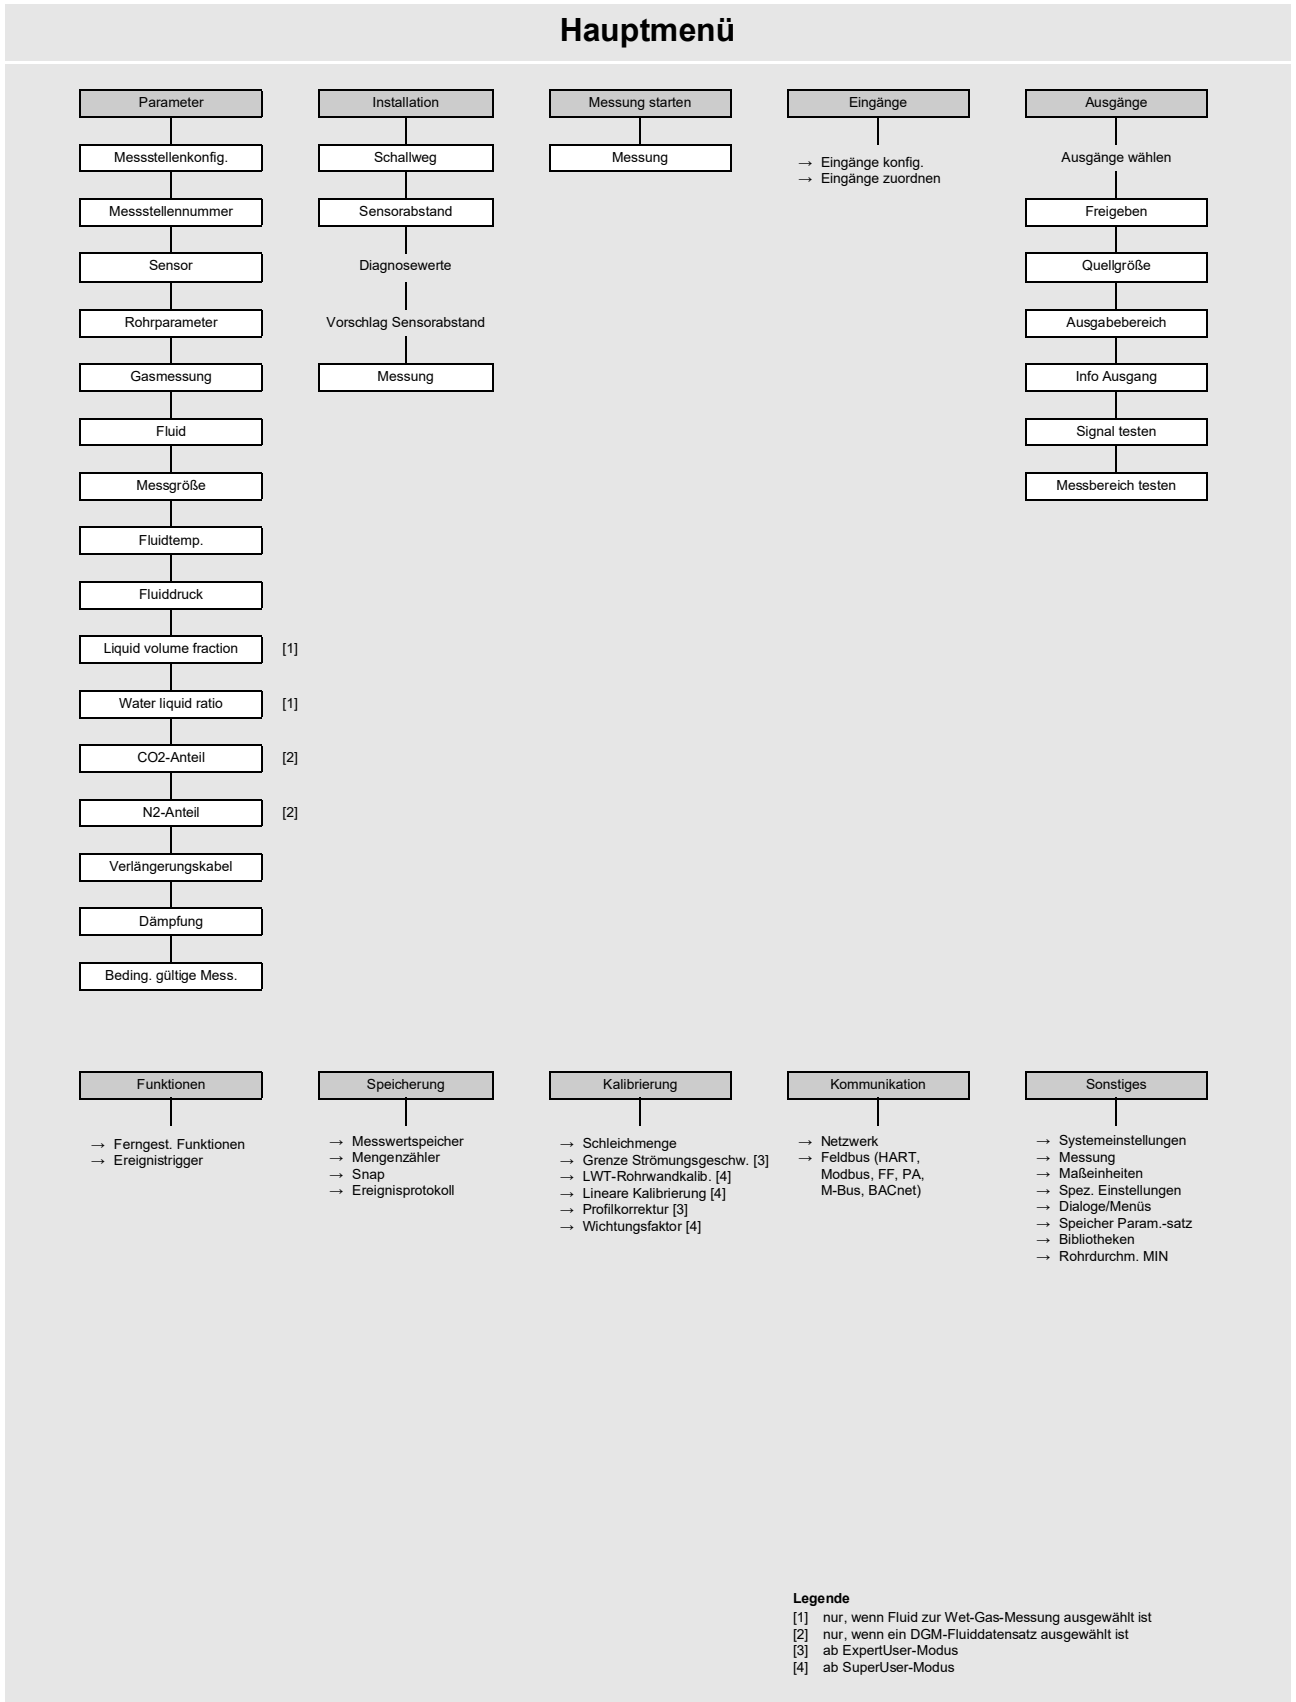 Hauptmenü
Parameter
Messstellenkonfig.
Messstellennummer
Sensor
Rohrparameter
Gasmessung
Fluid
Messgröße
Fluidtemp.
Fluiddruck
Liquid volume fraction [1]
Water liquid ratio [1]
CO2-Anteil [2]
N2-Anteil [2]
Verlängerungskabel
Dämpfung
Beding. gültige Mess.
Installation
Schallweg
Sensorabstand
Diagnosewerte
Vorschlag Sensorabstand
Messung
Messung starten
Messung
Eingänge
→ Eingänge konfig.
→ Eingänge zuordnen
Ausgänge
Ausgänge wählen
Freigeben
Quellgröße
Ausgabebereich
Info Ausgang
Signal testen
Messbereich testen
Funktionen
→ Ferngest. Funktionen
→ Ereignistrigger
Speicherung
→ Messwertspeicher
→ Mengenzähler
→ Snap
→ Ereignisprotokoll
Kalibrierung
→ Schleichmenge
→ Grenze Strömungsgeschw. [3]
→ LWT-Rohrwandkalib. [4]
→ Lineare Kalibrierung [4]
→ Profilkorrektur [3]
→ Wichtungsfaktor [4]
Kommunikation
→ Netzwerk
→ Feldbus (HART,
Modbus, FF, PA,
M-Bus, BACnet)
Sonstiges
→ Systemeinstellungen
→ Messung
→ Maßeinheiten
→ Spez. Einstellungen
→ Dialoge/Menüs
→ Speicher Param.-satz
→ Bibliotheken
→ Rohrdurchm. MIN
Legende
[1] nur, wenn Fluid zur Wet-Gas-Messung ausgewählt ist
[2] nur, wenn ein DGM-Fluiddatensatz ausgewählt ist
[3] ab ExpertUser-Modus
[4] ab SuperUser-Modus